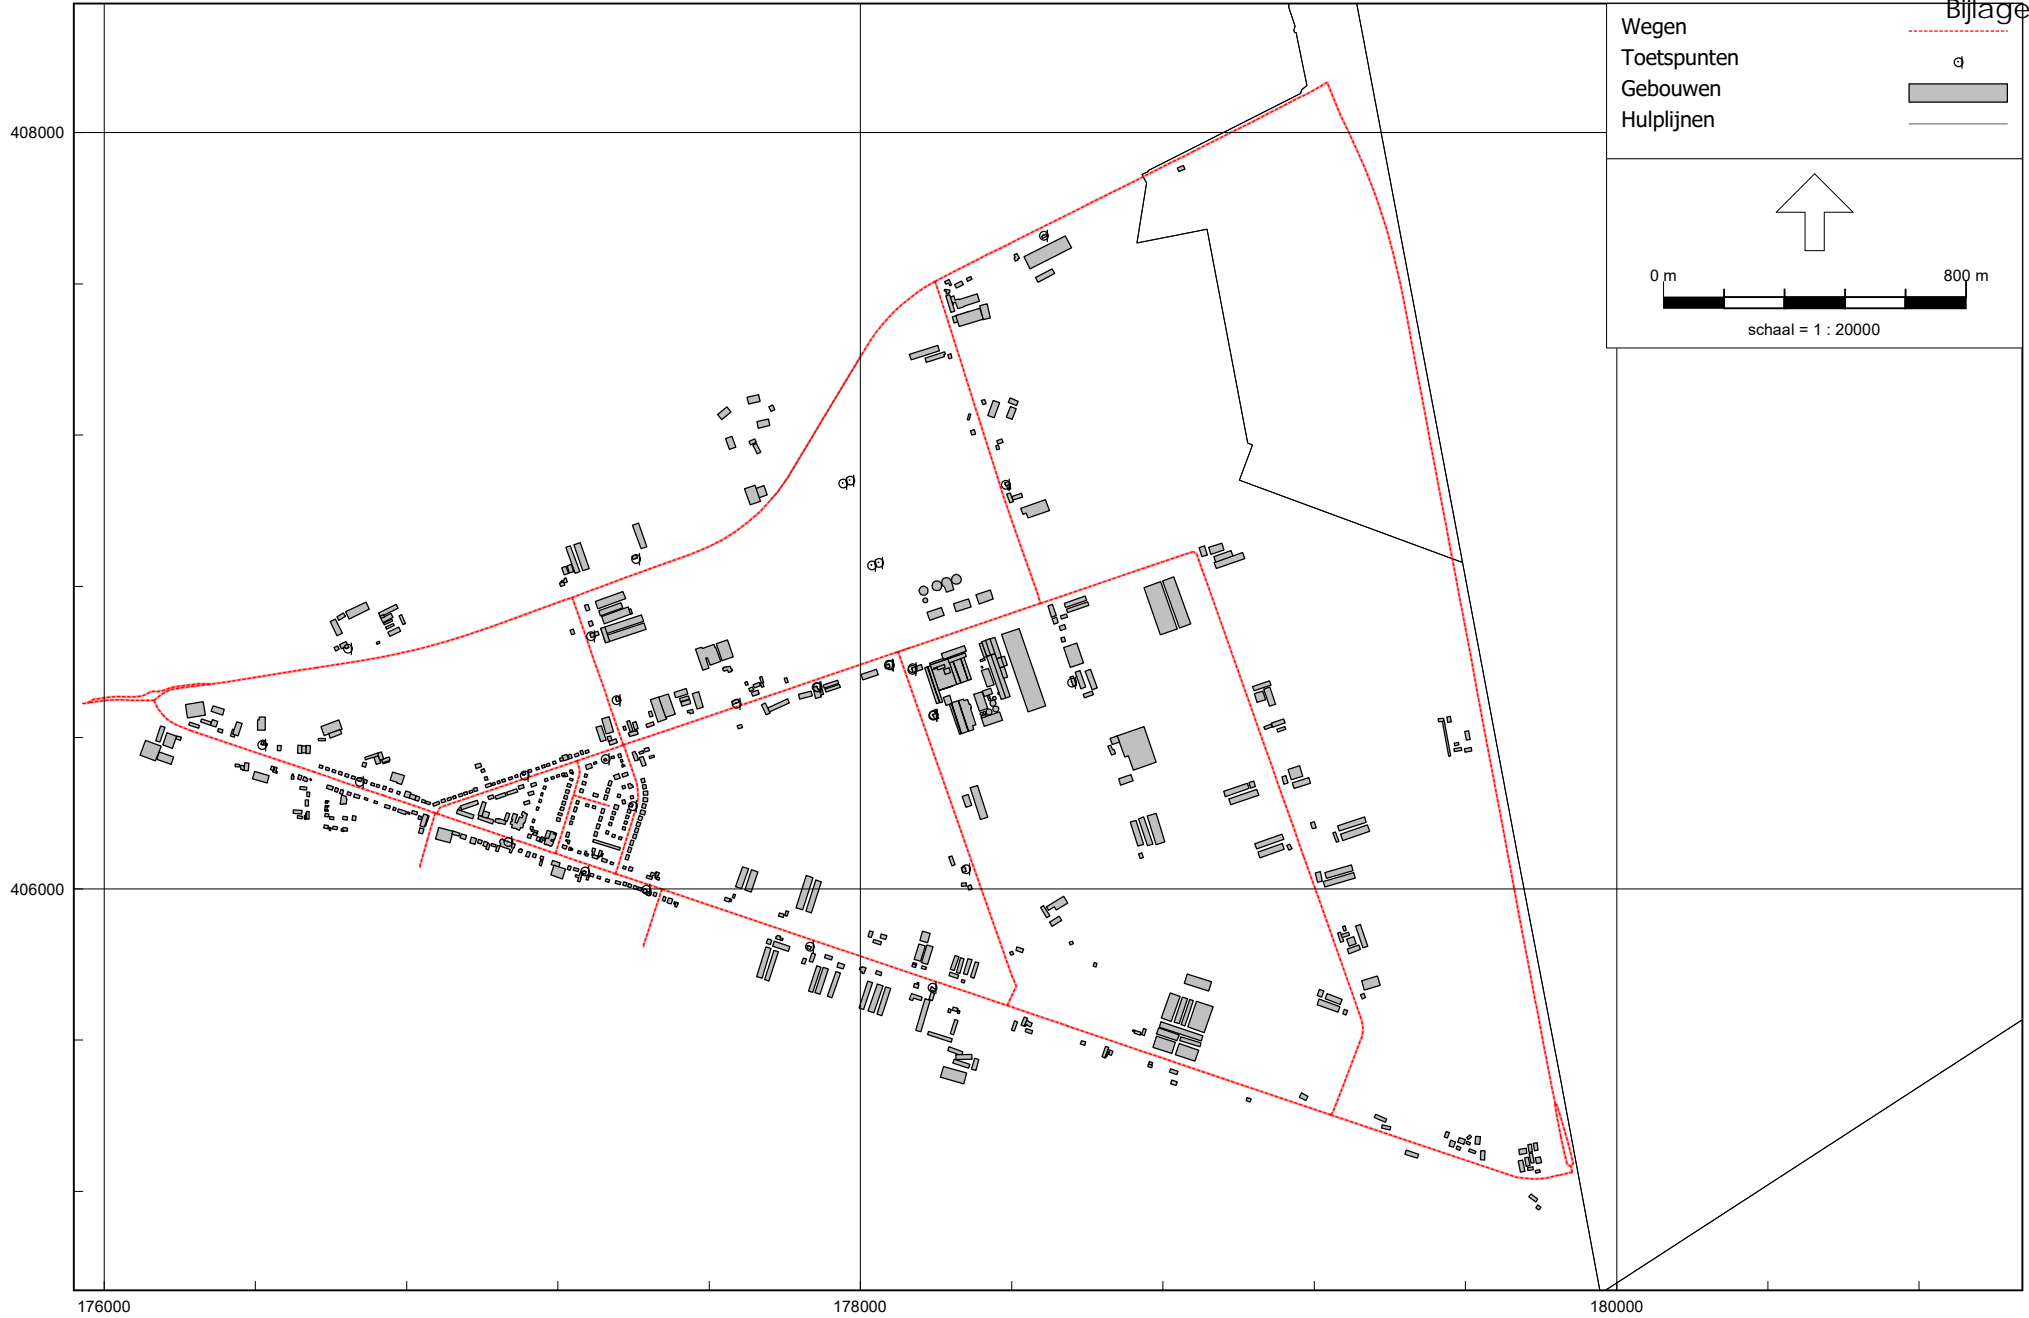 Bijlage
Wegen
Toetspunten
Gebouwen
Hulplijnen
0 m 800 m
schaal = 1 : 20000
408000
406000
176000 178000 180000